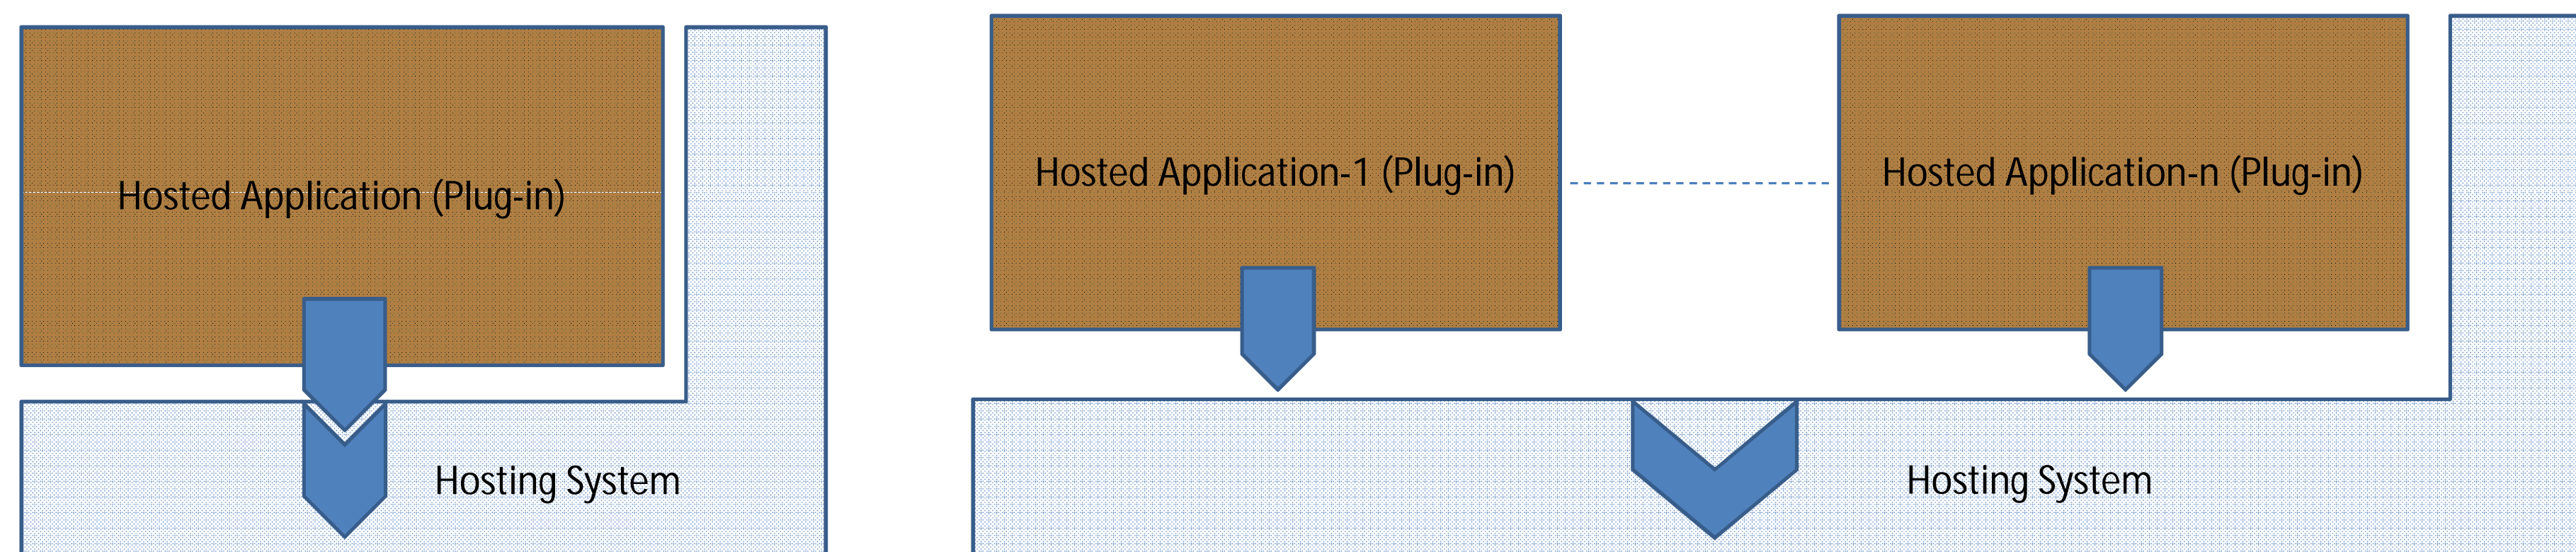 Hosted Application (Plug-in)
Hosting System
Hosted Application-1 (Plug-in)
Hosted Application-n (Plug-in)
Hosting System